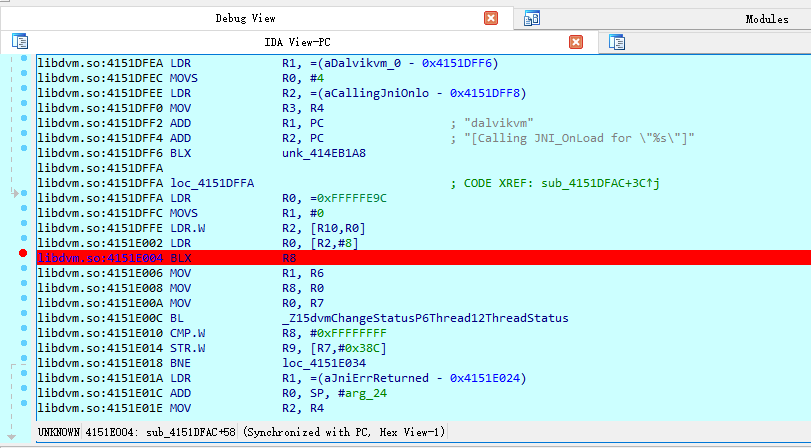 Debug View
Modules
IDA View-PC
libdvm.so:4151DFEA LDR R1, =(aDalvikvm_0 - 0x4151DFF6)
libdvm.so:4151DFEC MOVS R0, #4
libdvm.so:4151DFEE LDR R2, =(aCallingJniOnlo - 0x4151DFF8)
libdvm.so:4151DFF0 MOV R3, R4
libdvm.so:4151DFF2 ADD R1, PC ; "dalvikvm"
libdvm.so:4151DFF4 ADD R2, PC ; "[Calling JNI_OnLoad for \"%s\"]"
libdvm.so:4151DFF6 BLX unk_414EB1A8
libdvm.so:4151DFFA
libdvm.so:4151DFFA loc_4151DFFA ; CODE XREF: sub_4151DFAC+3C↑j
libdvm.so:4151DFFA LDR R0, =0xFFFFFE9C
libdvm.so:4151DFFC MOVS R1, #0
libdvm.so:4151DFFE LDR.W R2, [R10,R0]
libdvm.so:4151E002 LDR R0, [R2,#8]
libdvm.so:4151E004 BLX R8
libdvm.so:4151E006 MOV R1, R6
libdvm.so:4151E008 MOV R8, R0
libdvm.so:4151E00A MOV R0, R7
libdvm.so:4151E00C BL _Z15dvmChangeStatusP6Thread12ThreadStatus
libdvm.so:4151E010 CMP.W R8, #0xFFFFFFFF
libdvm.so:4151E014 STR.W R9, [R7,#0x38C]
libdvm.so:4151E018 BNE loc_4151E034
libdvm.so:4151E01A LDR R1, =(aJniErrReturned - 0x4151E024)
libdvm.so:4151E01C ADD R0, SP, #arg_24
libdvm.so:4151E01E MOV R2, R4
UNKNOWN 4151E004: sub_4151DFAC+58 (Synchronized with PC, Hex View-1)